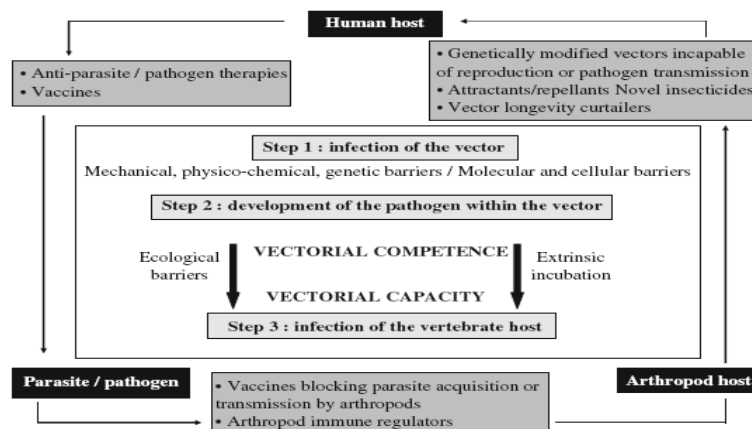 Human host
• Anti-parasite / pathogen therapies
• Vaccines
• Genetically modified vectors incapable
of reproduction or pathogen transmission
• Attractants/repellants Novel insecticides
• Vector longevity curtailers
Step 1 : infection of the vector
Mechanical, physico-chemical, genetic barriers / Molecular and cellular barriers
Step 2 : development of the pathogen within the vector
Ecological
barriers
VECTORIAL COMPETENCE
Extrinsic
incubation
VECTORIAL CAPACITY
Step 3 : infection of the vertebrate host
Parasite / pathogen
• Vaccines blocking parasite acquisition or
transmission by arthropods
• Arthropod immune regulators
Arthropod host